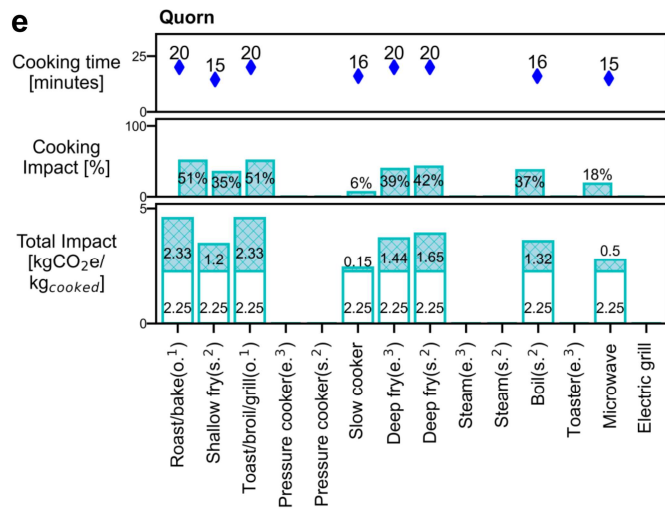 e
Quorn
Cooking time
[minutes]
25
0
20
15
20
16
20
20
16
15
Cooking
Impact [%]
100
0
51%
35%
51%
6%
39%
42%
37%
18%
Total Impact
[kgCO₂e/
kg_cooked]
5
0
2.33
1.2
2.33
0.15
1.44
1.65
1.32
0.5
2.25
2.25
2.25
2.25
2.25
2.25
2.25
2.25
Roast/bake(o.¹)
Shallow fry(s.²)
Toast/broil/grill(o.¹)
Pressure cooker(e.³)
Pressure cooker(s.²)
Slow cooker
Deep fry(e.³)
Deep fry(s.²)
Steam(e.³)
Steam(s.²)
Boil(s.²)
Toaster(e.³)
Microwave
Electric grill